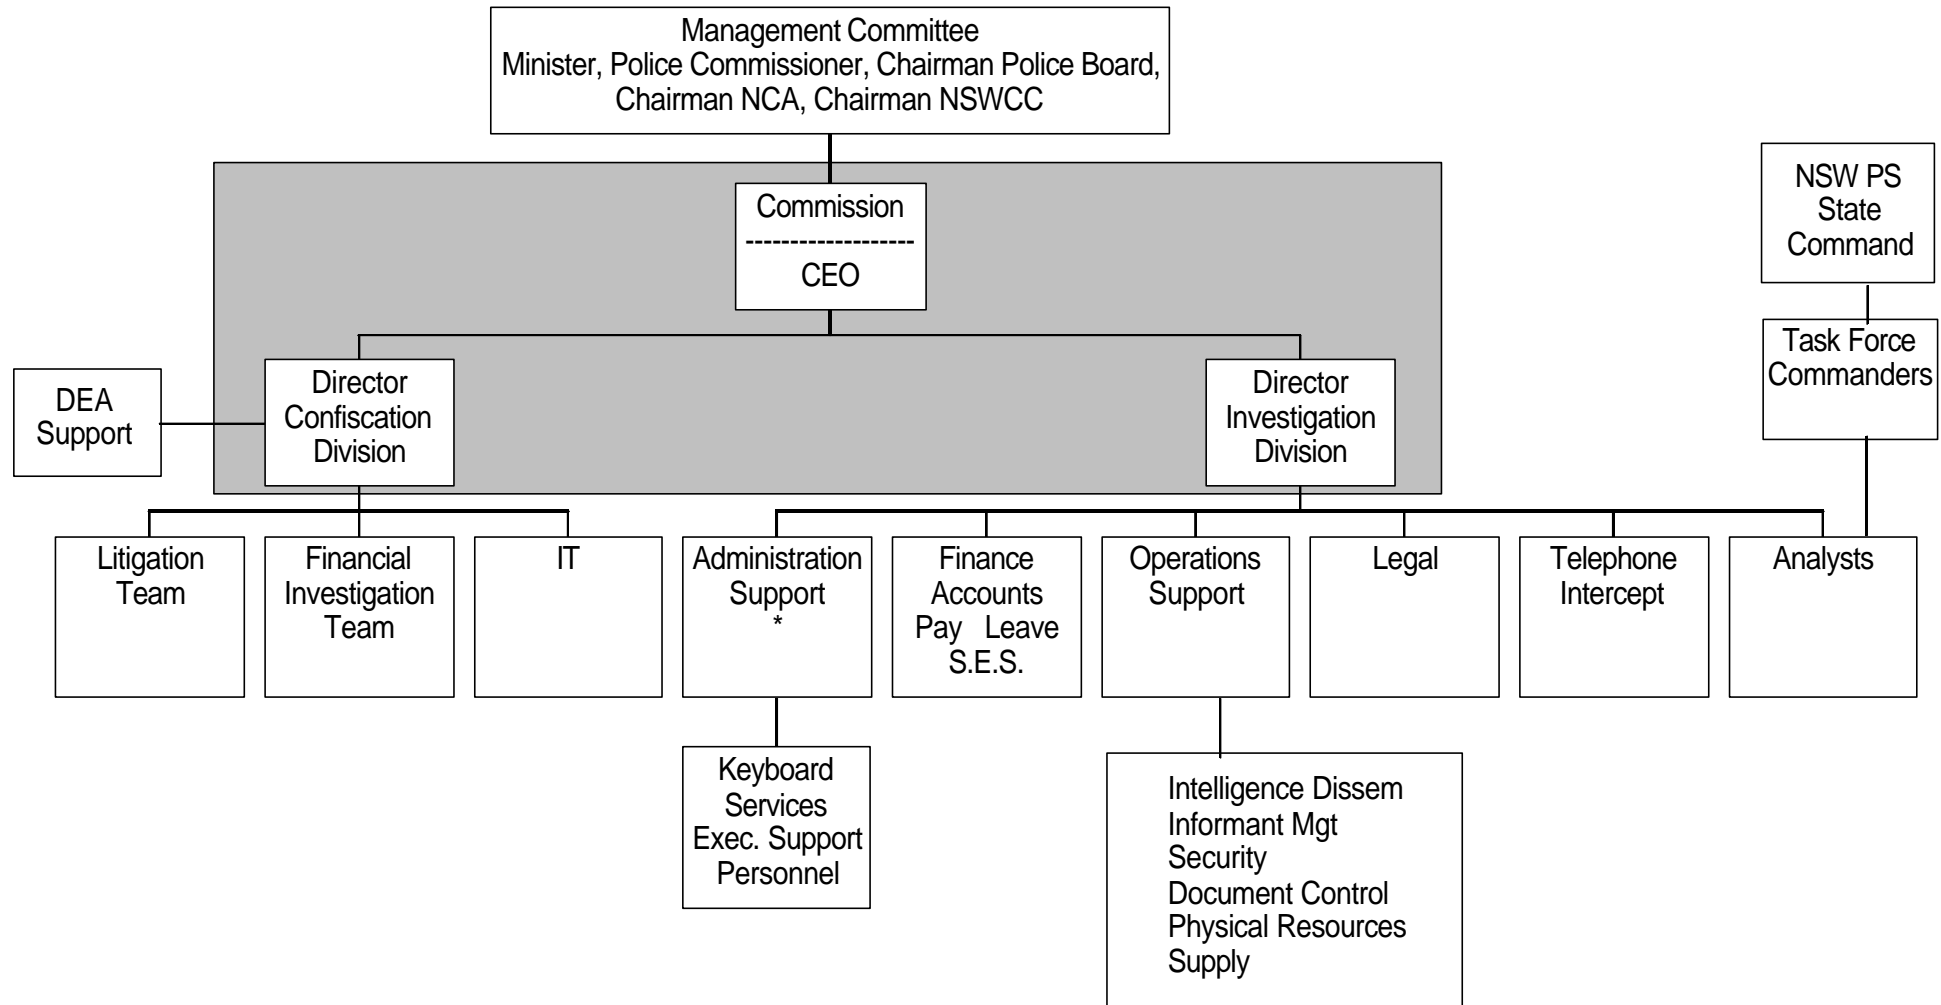 Management Committee
Minister, Police Commissioner, Chairman Police Board,
Chairman NCA, Chairman NSWCC
Commission
-------------------
CEO
NSW PS
State
Command
Task Force
Commanders
DEA
Support
Director
Confiscation
Division
Director
Investigation
Division
Litigation
Team
Financial
Investigation
Team
IT
Administration
Support
*
Finance
Accounts
Pay Leave
S.E.S.
Operations
Support
Legal
Telephone
Intercept
Analysts
Keyboard
Services
Exec. Support
Personnel
Intelligence Dissem
Informant Mgt
Security
Document Control
Physical Resources
Supply